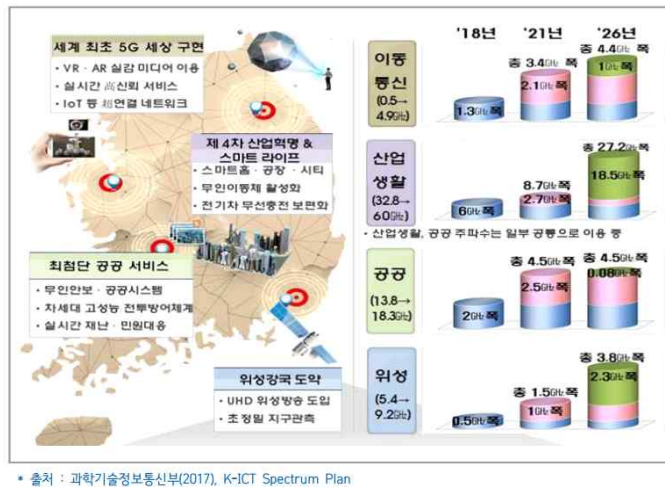 세계 최초 5G 세상 구현
• VR · AR 실감 미디어 이용
• 실시간 高신뢰 서비스
• IoT 등 超연결 네트워크
제 4차 산업혁명 &
스마트 라이프
• 스마트홈 · 공장 · 시티
• 무인이동체 활성화
• 전기차 무선충전 보편화
최첨단 공공 서비스
• 무인안보 · 공공시스템
• 차세대 고성능 전투방어체계
• 실시간 재난 · 민원대응
위성강국 도약
• UHD 위성방송 도입
• 초정밀 지구관측
'18년 '21년 '26년
이동
통신
(0.5→
4.9GHz)
1.3GHz 폭
총 3.4GHz 폭
2.1GHz 폭
총 4.4GHz 폭
1GHz 폭
산업
생활
(32.8→
60GHz)
6GHz 폭
8.7GHz 폭
2.7GHz 폭
총 27.2GHz 폭
18.5GHz 폭
• 산업생활, 공공 주파수는 일부 공통으로 이용 중
공공
(13.8→
18.3GHz)
2GHz 폭
총 4.5GHz 폭
2.5GHz 폭
총 4.5GHz 폭
0.08GHz 폭
위성
(5.4→
9.2GHz)
0.5GHz 폭
총 1.5GHz 폭
1GHz 폭
총 3.8GHz 폭
2.3GHz 폭
* 출처 : 과학기술정보통신부(2017), K-ICT Spectrum Plan